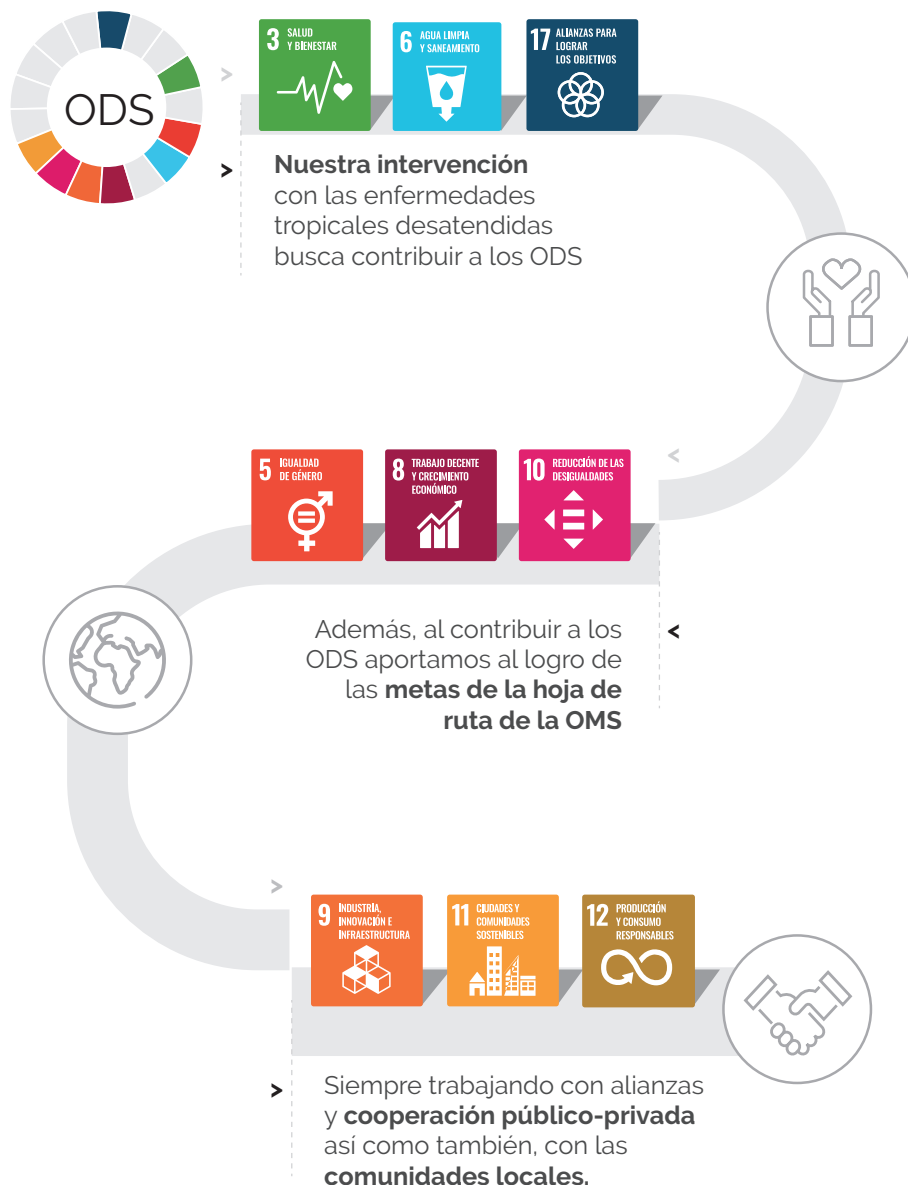 ODS
3 SALUD
Y BIENESTAR
6 AGUA LIMPIA
Y SANEAMIENTO
17 ALIANZAS PARA
LOGRAR
LOS OBJETIVOS
Nuestra intervención
con las enfermedades
tropicales desatendidas
busca contribuir a los ODS
5 IGUALDAD
DE GÉNERO
8 TRABAJO DECENTE
Y CRECIMIENTO
ECONÓMICO
10 REDUCCIÓN DE LAS
DESIGUALDADES
Además, al contribuir a los
ODS aportamos al logro de
las metas de la hoja de
ruta de la OMS
9 INDUSTRIA,
INNOVACIÓN E
INFRAESTRUCTURA
11 CIUDADES Y
COMUNIDADES
SOSTENIBLES
12 PRODUCCIÓN
Y CONSUMO
RESPONSABLES
Siempre trabajando con alianzas
y cooperación público-privada
así como también, con las
comunidades locales.